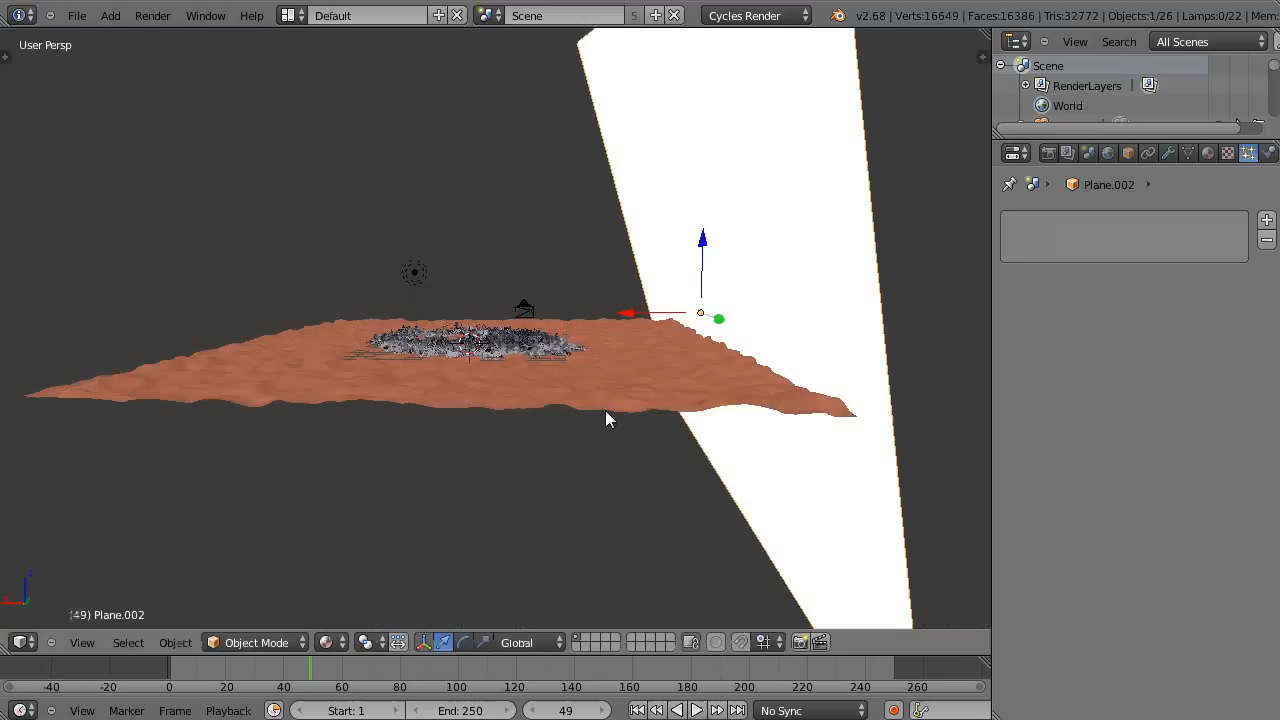 File Add Render Window Help Default Scene 5 Cycles Render v2.68 | Verts:16649 | Faces:16386 | Tris:32772 | Objects:1/26 | Lamps:0/22 | Mem
User Persp
View Search All Scenes
Scene
RenderLayers |
World
Plane.002
(49) Plane.002
View Select Object Object Mode Global
-40 -20 0 20 40 60 80 100 120 140 160 180 200 220 240 260
View Marker Frame Playback Start: 1 End: 250 49 No Sync